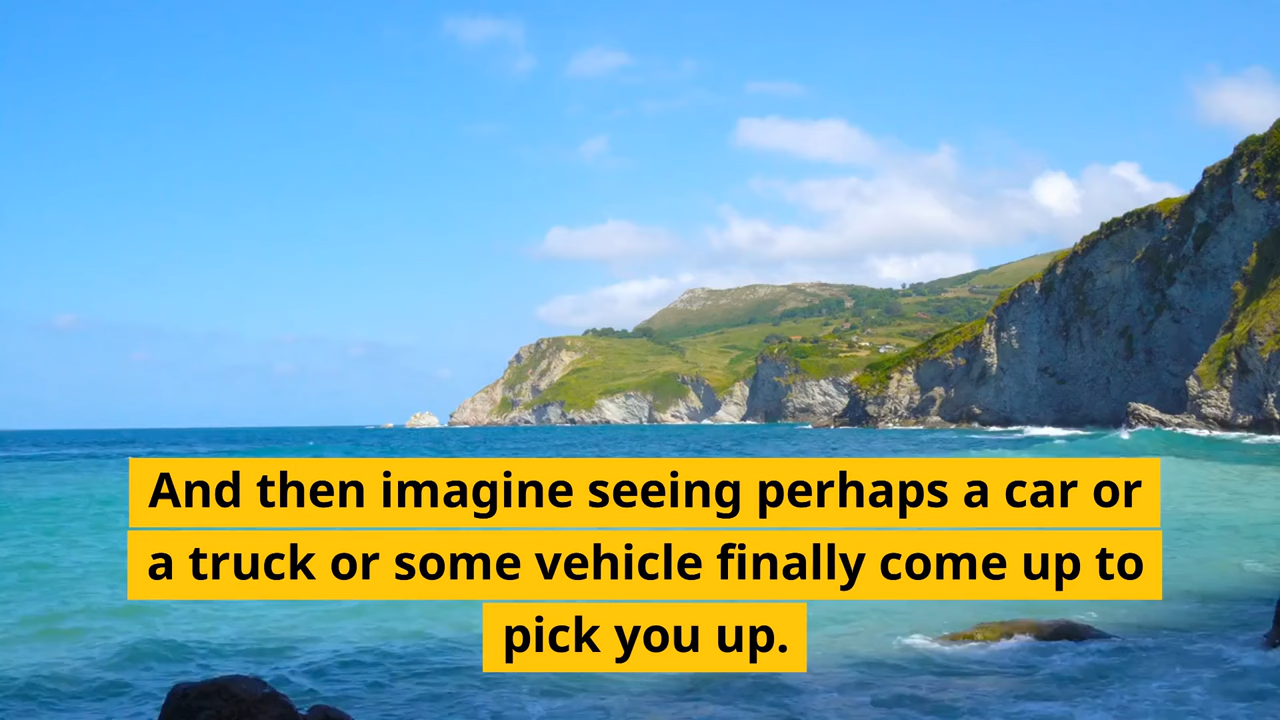 And then imagine seeing perhaps a car or
a truck or some vehicle finally come up to
pick you up.